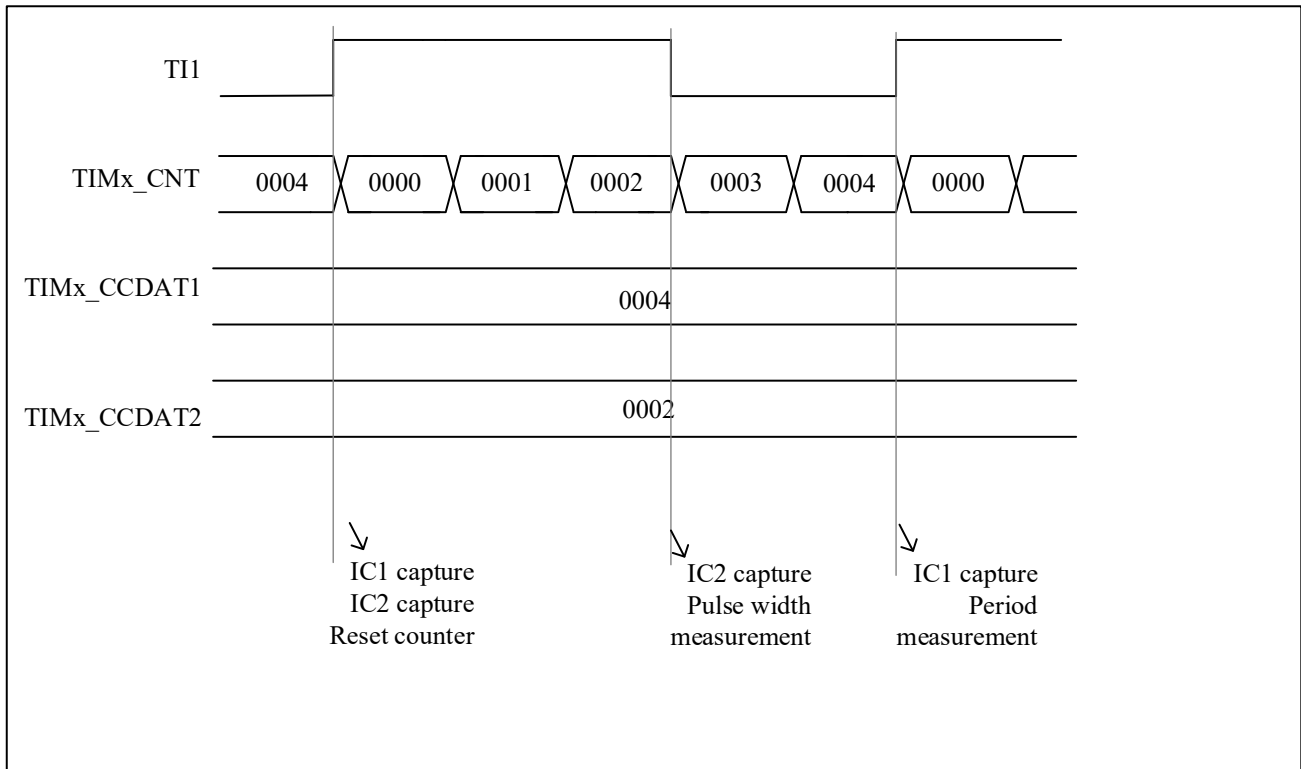 TI1
TIMx_CNT
0004 0000 0001 0002 0003 0004 0000
TIMx_CCDAT1
0004
TIMx_CCDAT2
0002
IC1 capture
IC2 capture
Reset counter
IC2 capture
Pulse width
measurement
IC1 capture
Period
measurement